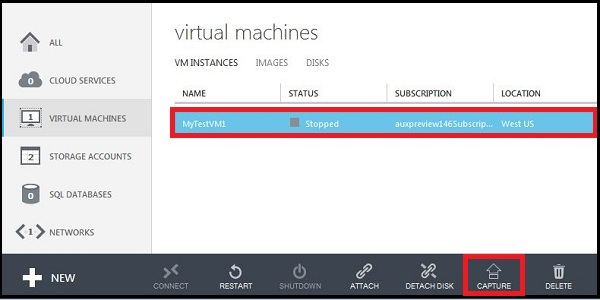 virtual machines
ALL
VM INSTANCES IMAGES DISKS
0 CLOUD SERVICES
NAME STATUS SUBSCRIPTION LOCATION
1 VIRTUAL MACHINES
MyTestVM1 Stopped auxpreview146Subscrip... West US
2 STORAGE ACCOUNTS
0 SQL DATABASES
<1> NETWORKS
NEW
CONNECT RESTART SHUTDOWN ATTACH DETACH DISK CAPTURE DELETE